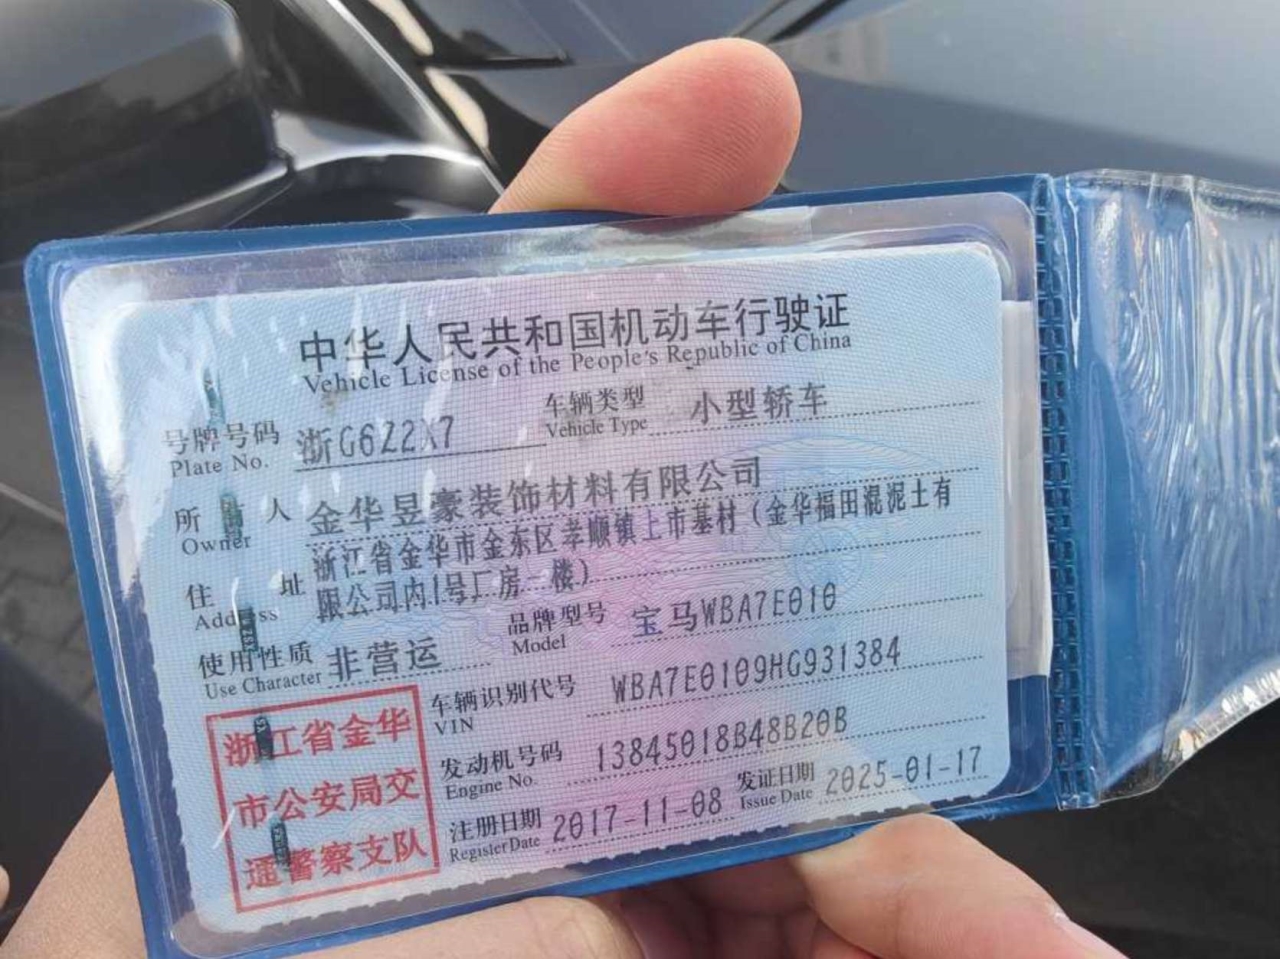 中华人民共和国机动车行驶证
Vehicle License of the People's Republic of China
号牌号码 浙G6Z2X7 车辆类型 小型轿车
Plate No. Vehicle Type
所 人 金华昱豪装饰材料有限公司
Owner
住 址 浙江省金华市金东区孝顺镇上市基村（金华福田混泥土有
Address 限公司内1号厂房一楼）
使用性质 非营运 品牌型号 宝马WBA7E010
Use Character Model
车辆识别代号 WBA7E0109HG931384
VIN
发动机号码 13845018B48B20B
Engine No.
注册日期 2017-11-08 发证日期 2025-01-17
Register Date Issue Date
浙江省金华
市公安局交
通警察支队